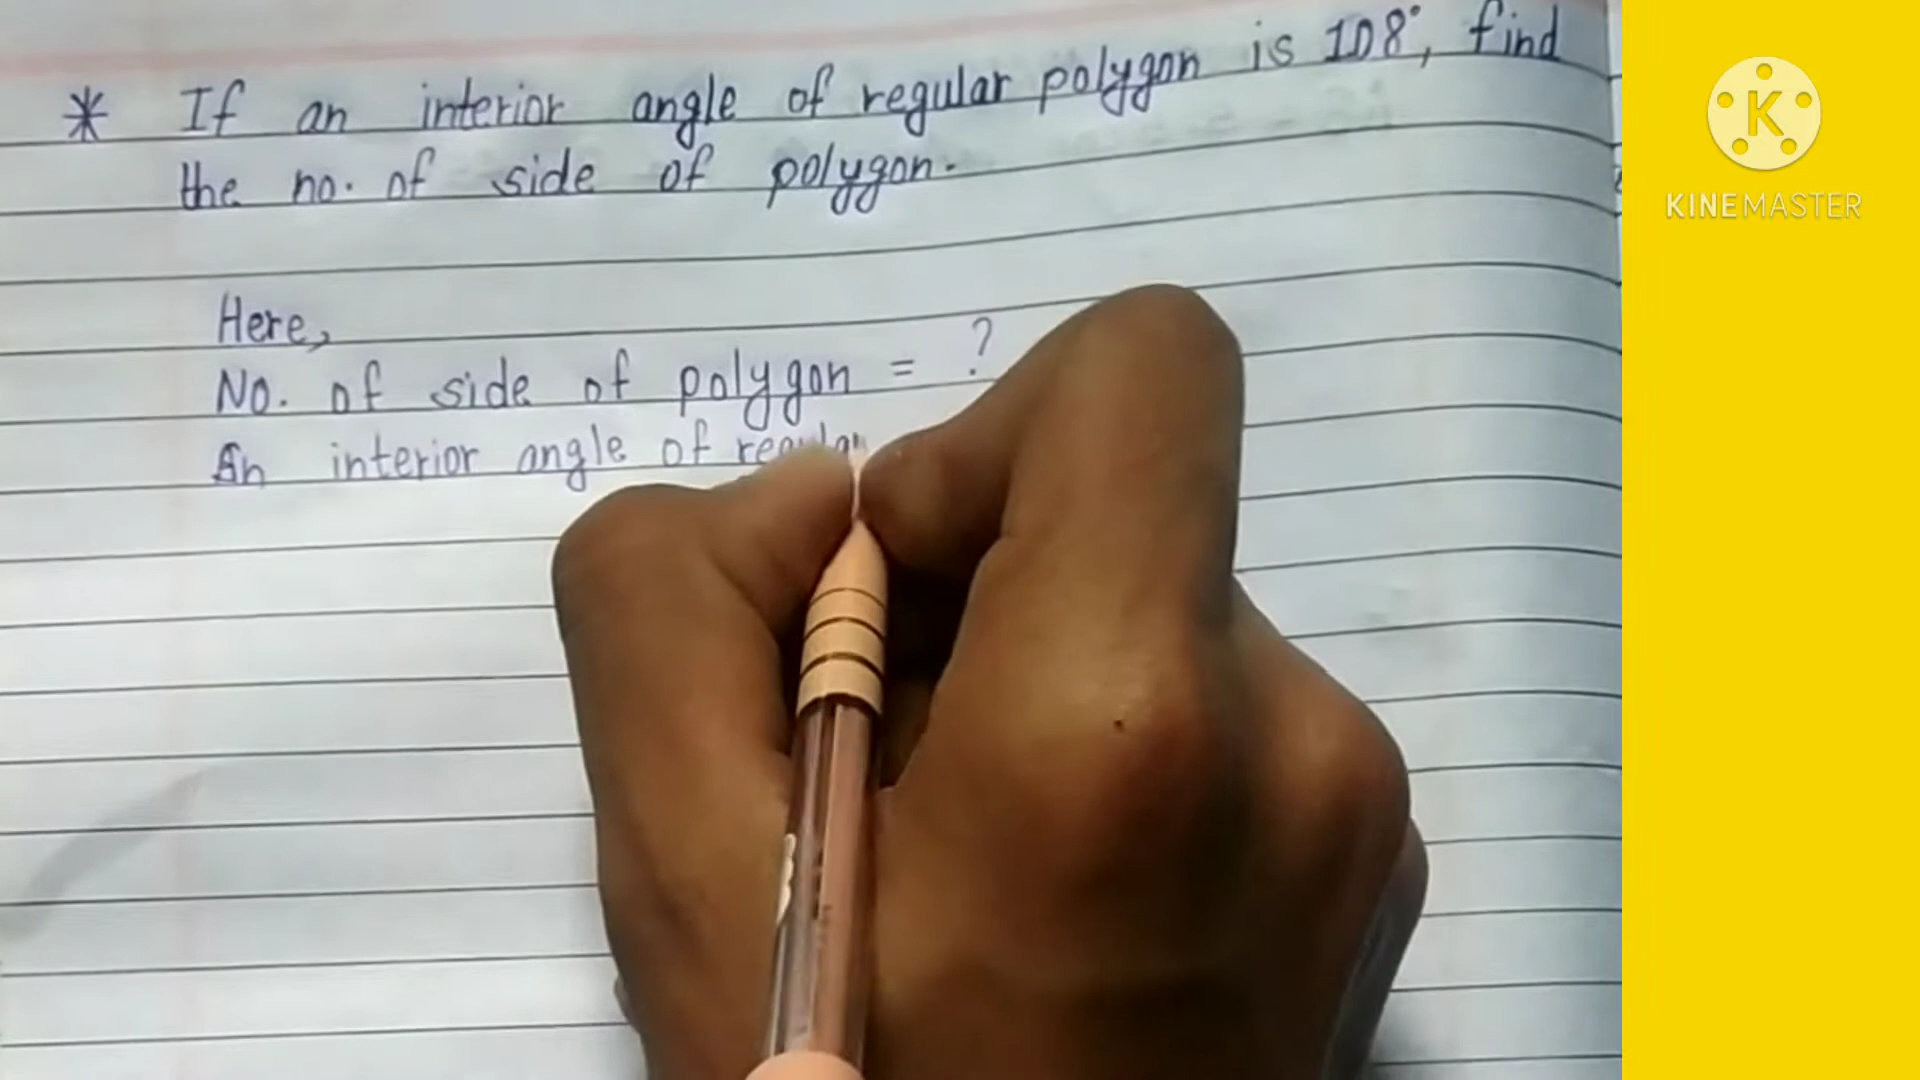 * If an interior angle of regular polygon is 108°, find
the no. of side of polygon.
Here,
No. of side of polygon = ?
An interior angle of regular
K
KINEMASTER